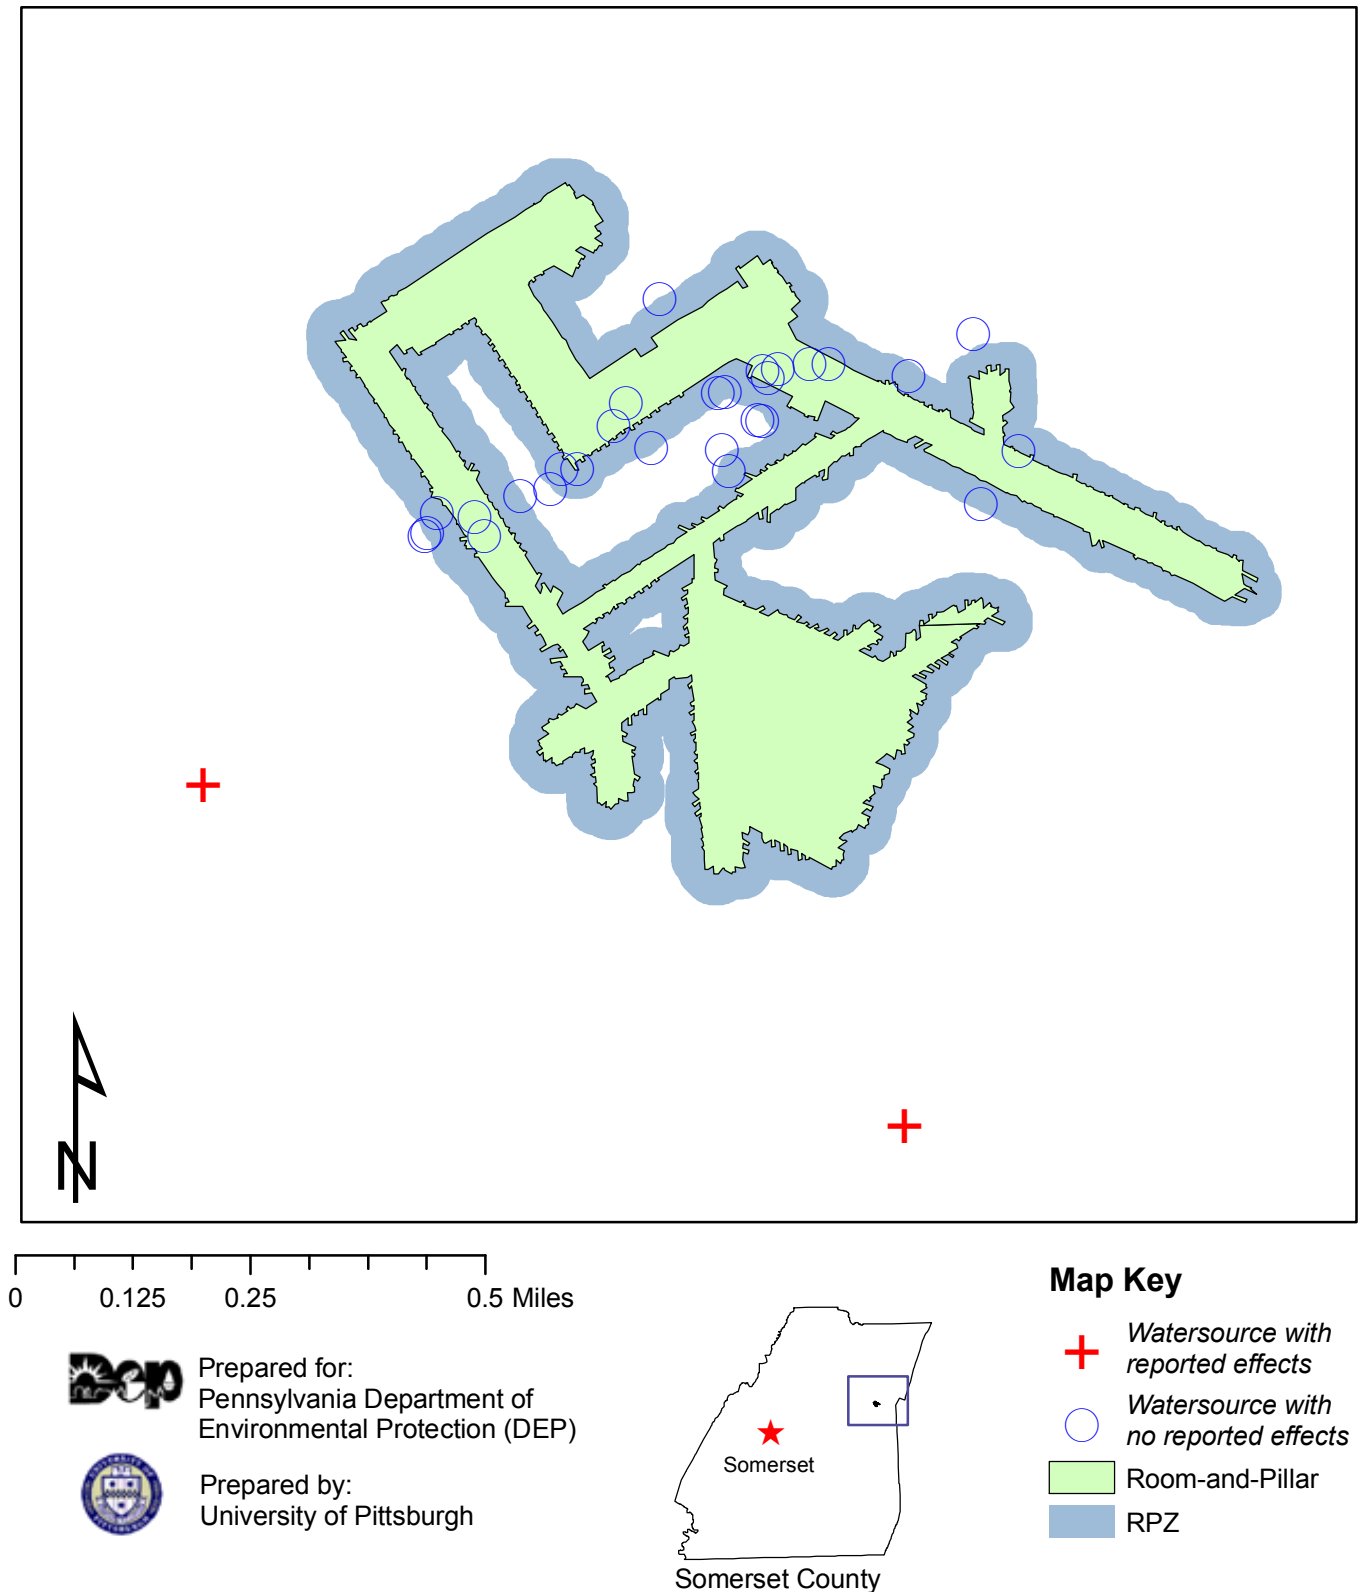 N
0 0.125 0.25 0.5 Miles
Dep
Prepared for:
Pennsylvania Department of
Environmental Protection (DEP)
Prepared by:
University of Pittsburgh
Somerset
Somerset County
Map Key
Watersource with
reported effects
Watersource with
no reported effects
Room-and-Pillar
RPZ